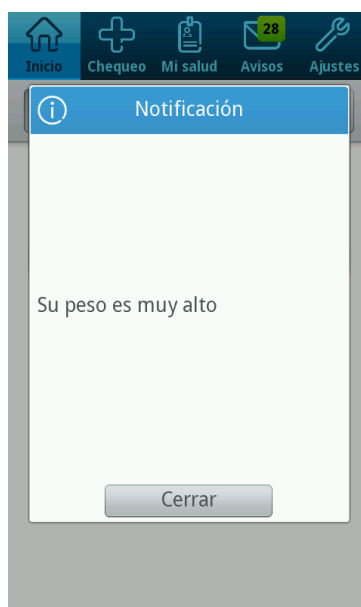 28
Inicio Chequeo Mi salud Avisos Ajustes
Notificación
Su peso es muy alto
Cerrar